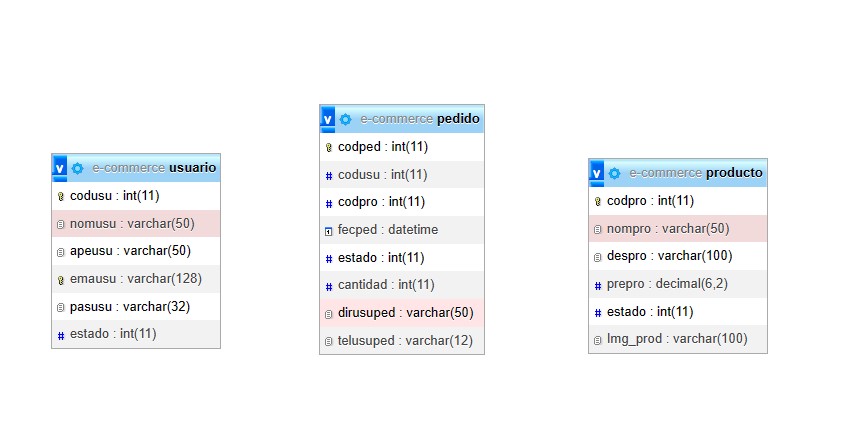 v e-commerce usuario
codusu : int(11)
nomusu : varchar(50)
apeusu : varchar(50)
emausu : varchar(128)
pasusu : varchar(32)
estado : int(11)
v e-commerce pedido
codped : int(11)
codusu : int(11)
codpro : int(11)
fecped : datetime
estado : int(11)
cantidad : int(11)
dirusuped : varchar(50)
telusuped : varchar(12)
v e-commerce producto
codpro : int(11)
nompro : varchar(50)
despro : varchar(100)
prepro : decimal(6,2)
estado : int(11)
Img_prod : varchar(100)